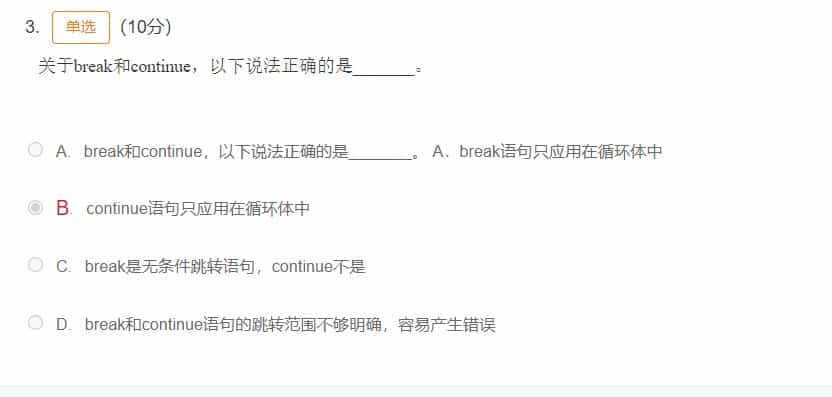 3. 单选 (10分)
关于break和continue，以下说法正确的是_______。
A. break和continue，以下说法正确的是_______。 A．break语句只应用在循环体中
B. continue语句只应用在循环体中
C. break是无条件跳转语句，continue不是
D. break和continue语句的跳转范围不够明确，容易产生错误